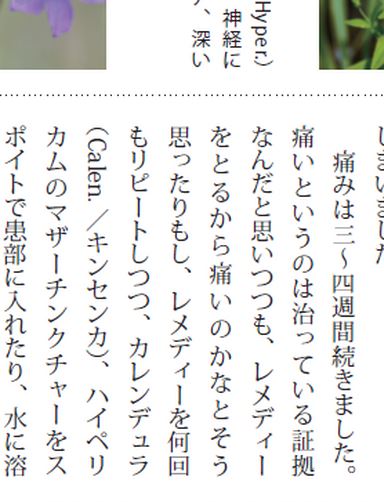 Hyper.)
神経に
、深い
しまいました
痛みは三〜四週間続きました。
痛いというのは治っている証拠
なんだと思いつつも、レメディー
をとるから痛いのかなとそう
思ったりもし、レメディーを何回
もリピートしつつ、カレンデュラ
(Calen.／キンセンカ)、ハイペリ
カムのマザーチンクチャーをス
ポイトで患部に入れたり、水に溶